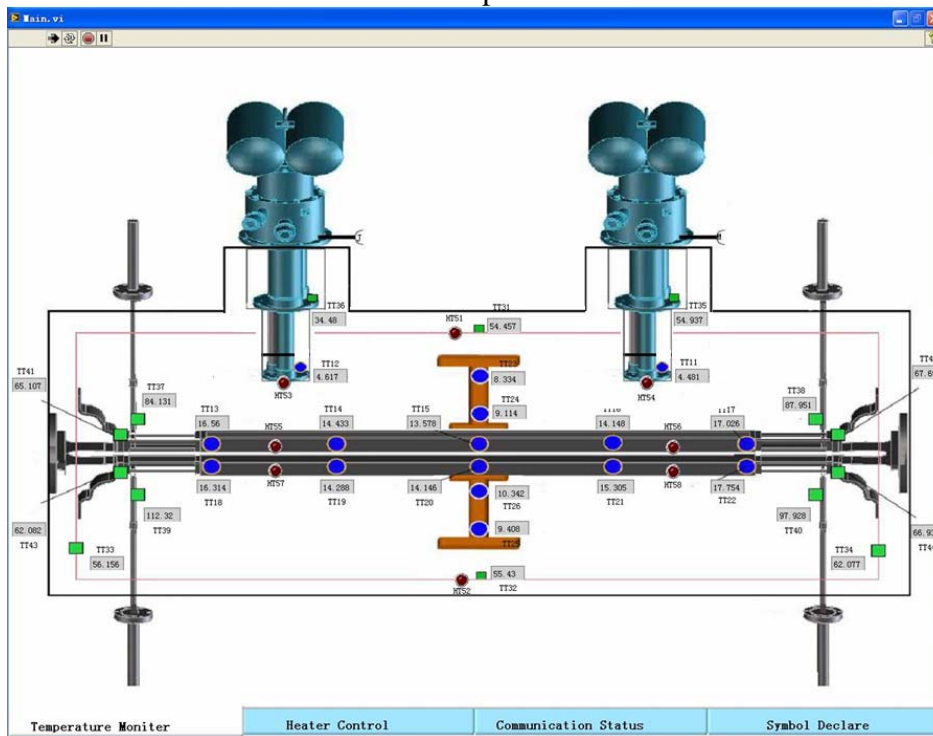 Main.vi
TT36
34.48
TT31
54.457
HT51
TT35
54.937
TT12
4.617
HT53
TT23
8.334
TT11
4.481
HT54
TT41
65.107
TT37
84.131
TT24
9.114
TT38
87.951
67.6
TT13
16.56
TT14
14.433
TT15
13.578
14.148
TT17
17.026
HT55
HT56
HT57
HT58
16.314
TT18
14.288
TT19
14.146
TT20
10.342
TT26
15.305
TT21
17.754
TT22
62.082
TT43
112.32
TT39
9.408
TT25
97.928
TT40
66.93
TT33
56.156
TT34
62.077
55.43
TT32
HT52
Temperature Moniter
Heater Control
Communication Status
Symbol Declare